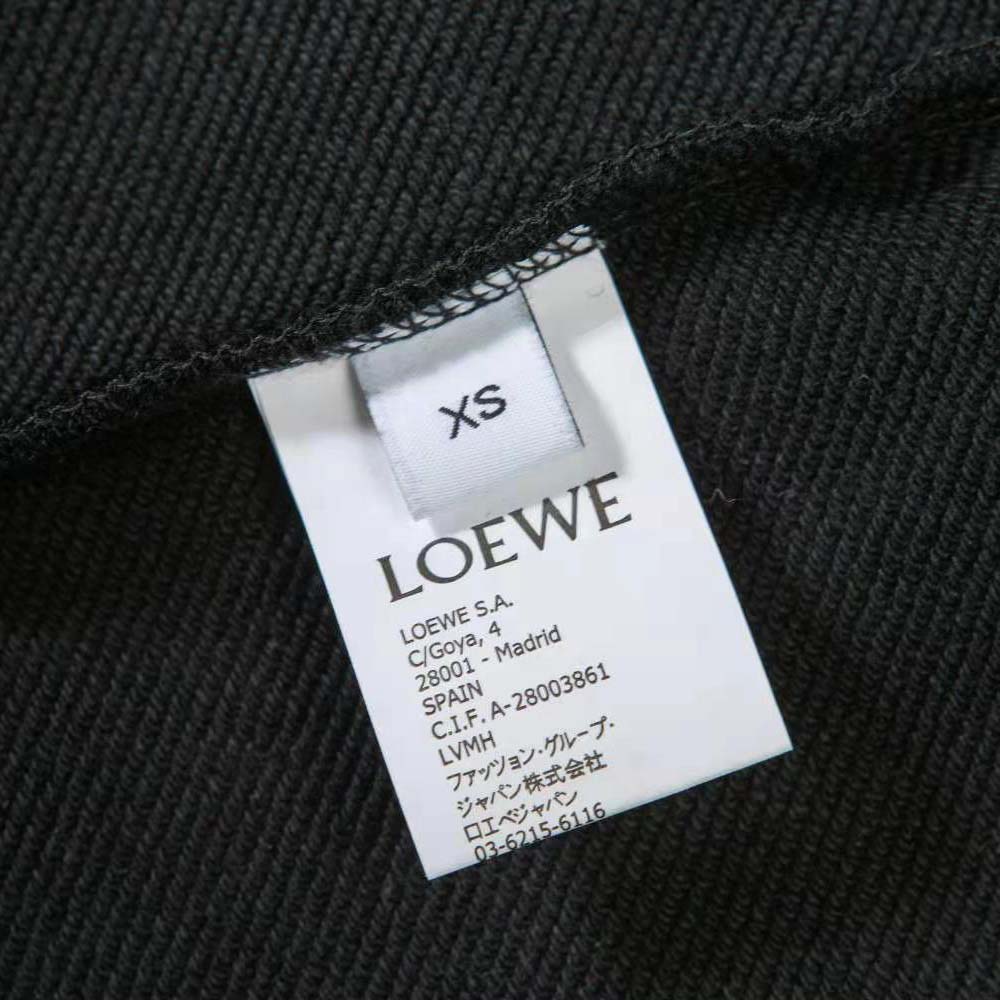 XS
LOEWE
LOEWE S.A.
C/Goya, 4
28001 - Madrid
SPAIN
C.I.F. A-28003861
LVMH
ファッツョン·グループ·
ジャパン株式会社
ロエベジャパン
03-6215-6116